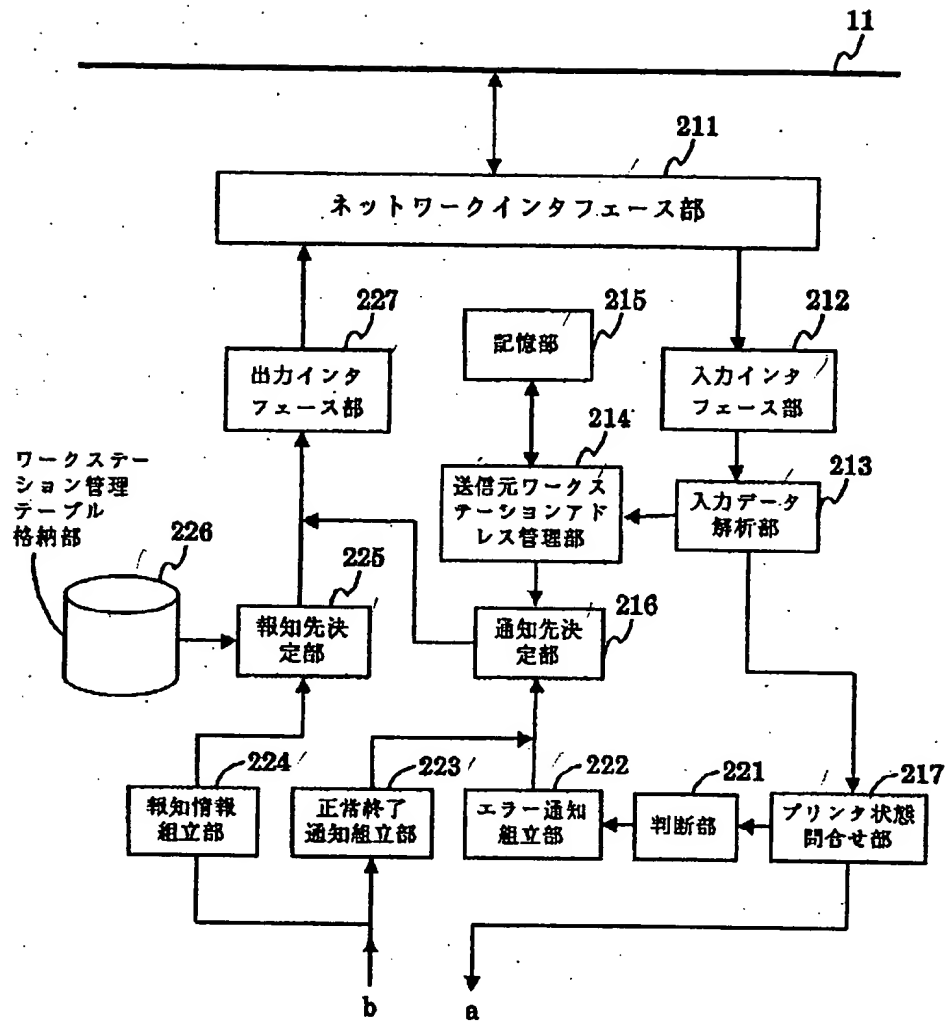 11
211
ネットワークインタフェース部
227
215
212
出力インタ
フェース部
記憶部
入力インタ
フェース部
214
213
ワークステー
ション管理
テーブル
格納部
送信元ワークス
テーションアド
レス管理部
入力データ
解析部
226
225
216
報知先決
定部
通知先決
定部
224
223
222
221
217
報知情報
組立部
正常終了
通知組立部
エラー通知
組立部
判断部
プリンタ状態
問合せ部
b
a